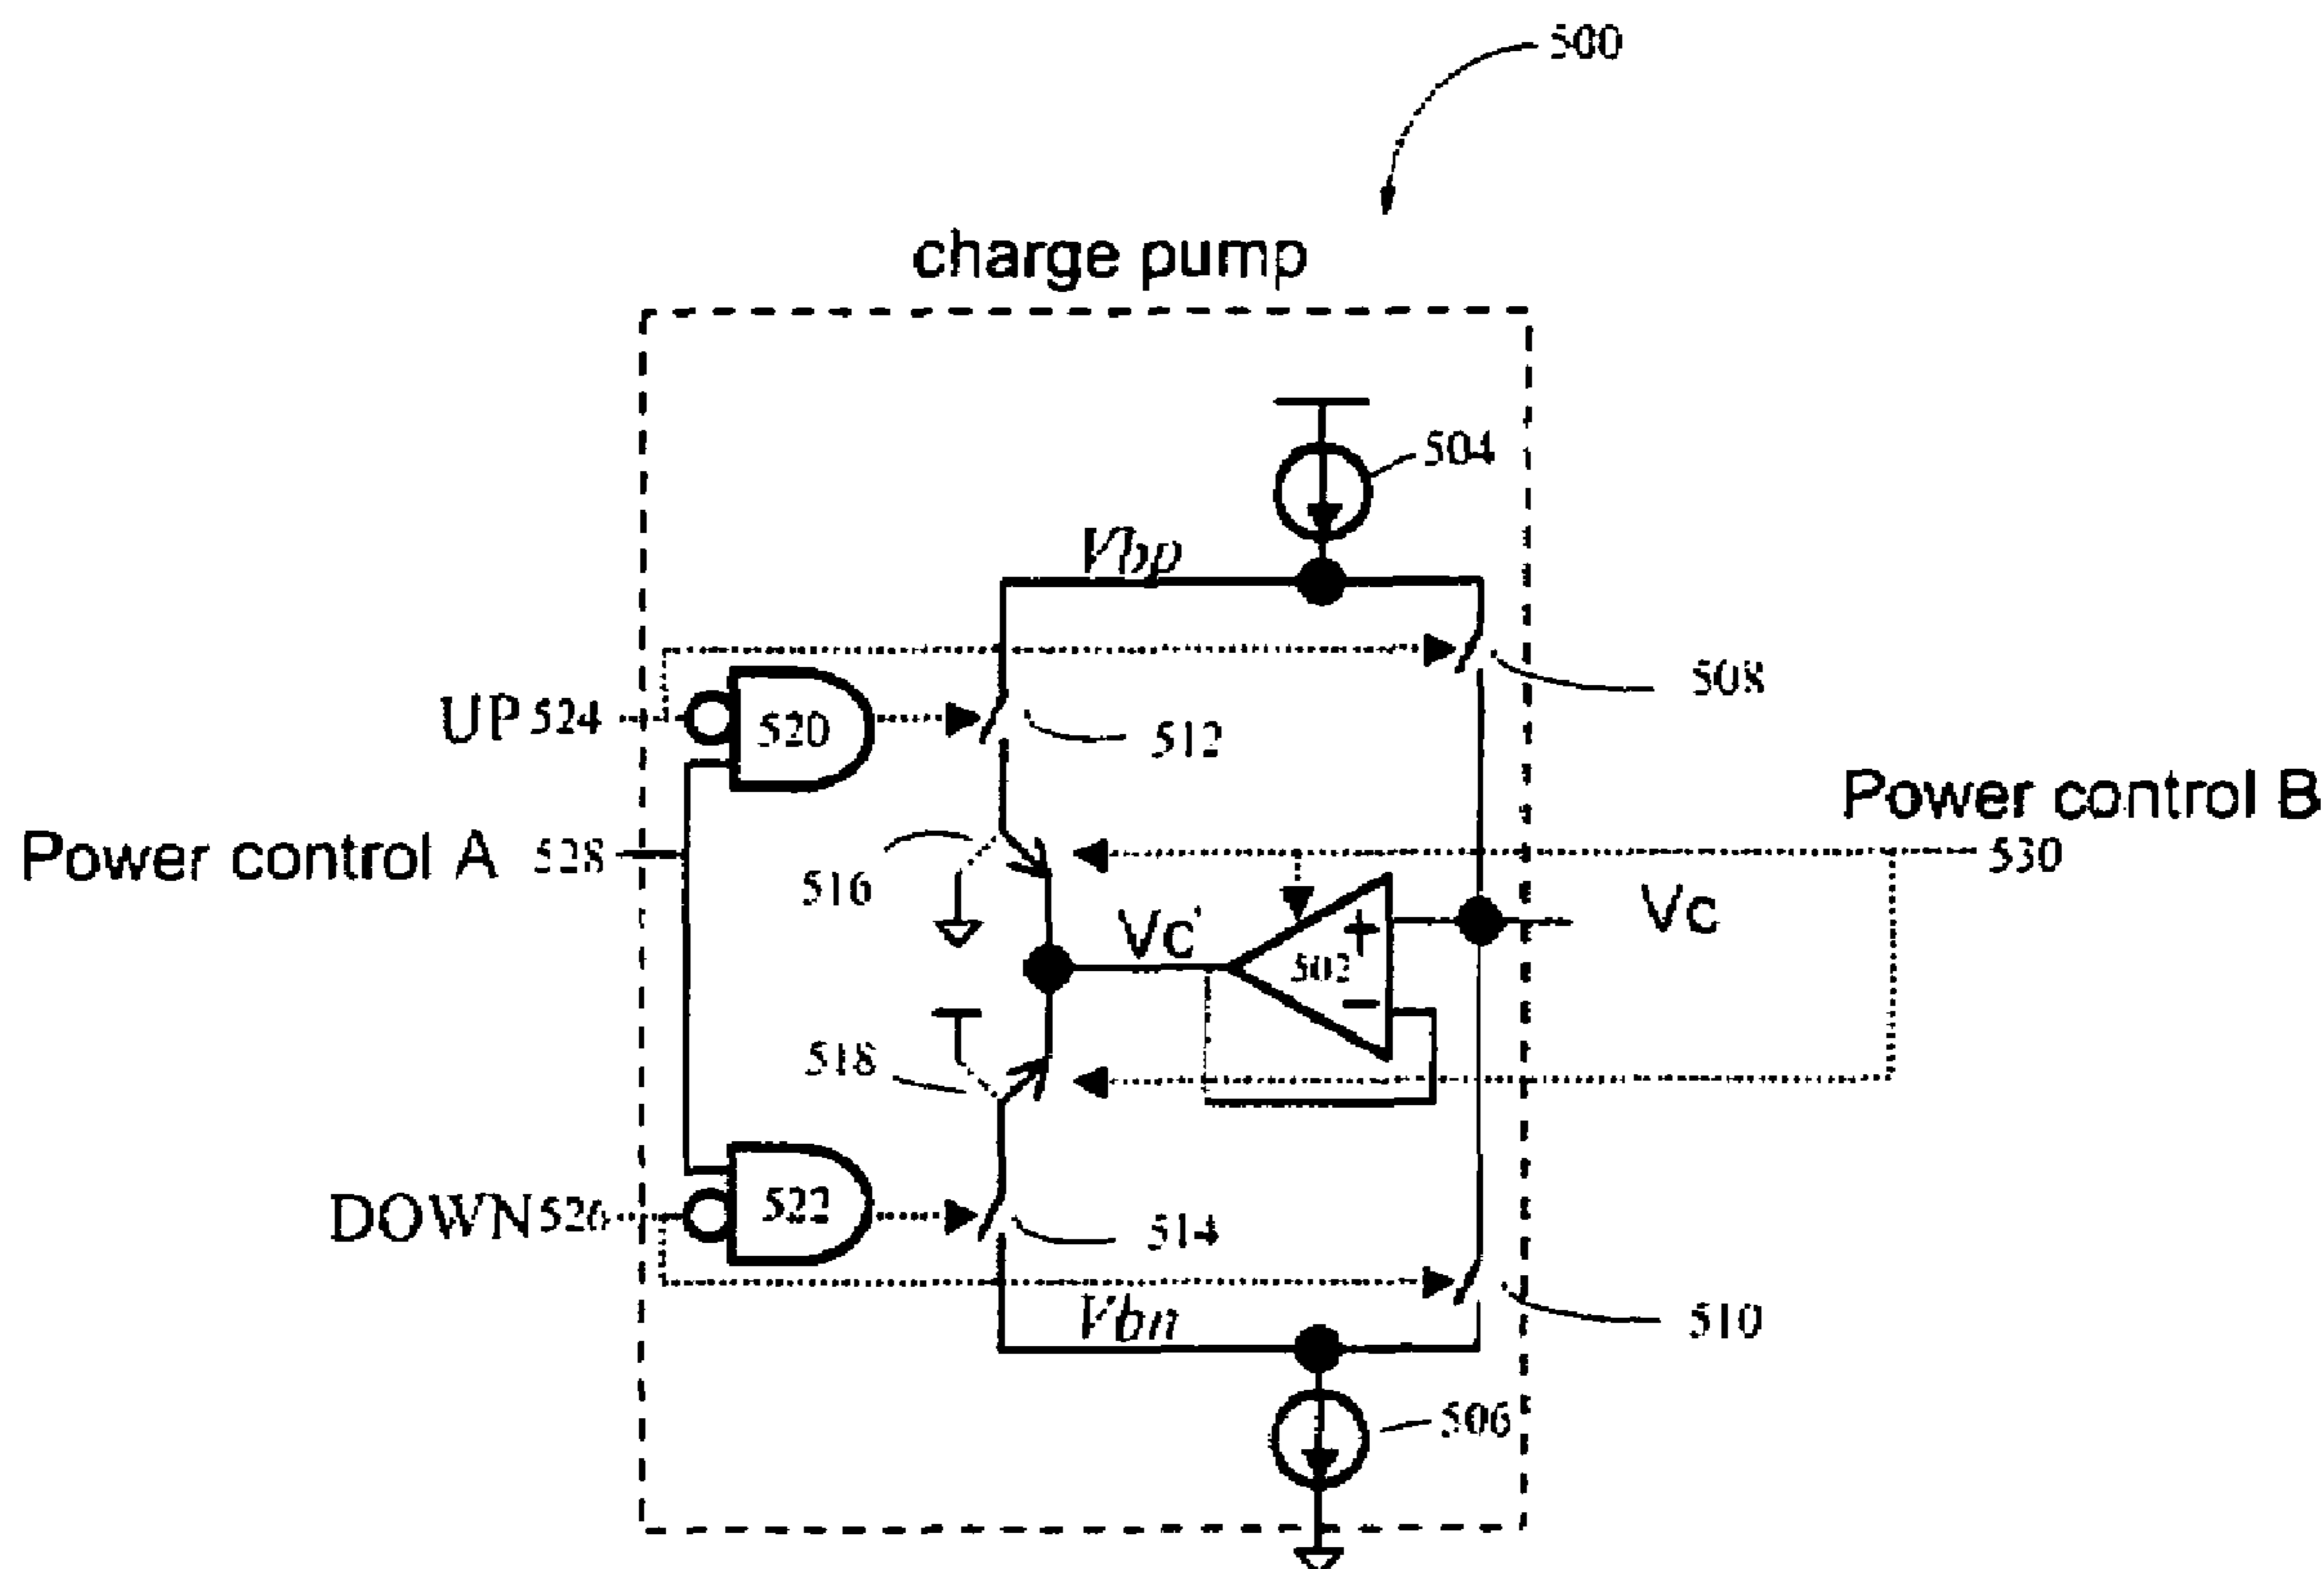 500
charge pump
504
Vbp
508
UP 524
520
512
Power control B
530
Power control A 528
516
Vc'
+
502
−
Vc
518
DOWN 526
522
514
Vbn
510
506